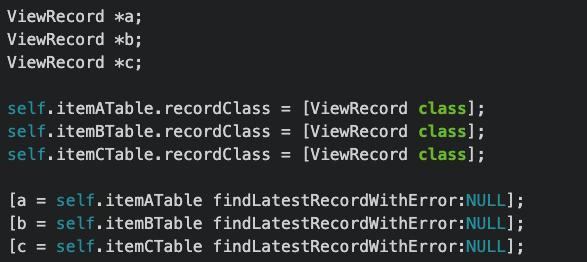 ViewRecord *a;
ViewRecord *b;
ViewRecord *c;
self.itemATable.recordClass = [ViewRecord class];
self.itemBTable.recordClass = [ViewRecord class];
self.itemCTable.recordClass = [ViewRecord class];
[a = self.itemATable findLatestRecordWithError:NULL];
[b = self.itemBTable findLatestRecordWithError:NULL];
[c = self.itemCTable findLatestRecordWithError:NULL];